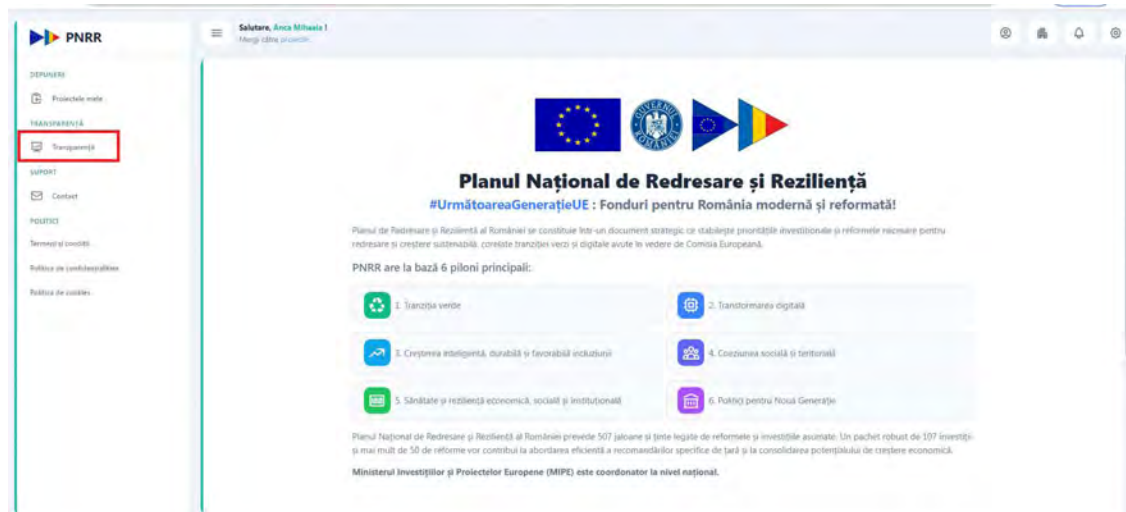 PNRR
Salutare, Anca Mihaela !
Mergi către proiecte.
DEPUNERE
Proiectele mele
TRANSPARENȚĂ
Transparență
SUPORT
Contact
POLITICI
Termeni și condiții
Politica de confidențialitate
Politica de cookies
GUVERNUL ROMÂNIEI
Planul Național de Redresare și Reziliență
#UrmătoareaGenerațieUE : Fonduri pentru România modernă și reformată!
Planul de Redresare și Reziliență al României se constituie într-un document strategic ce stabilește prioritățile investiționale și reformele necesare pentru
redresare și creștere sustenabilă, corelate tranziției verzi și digitale avute în vedere de Comisia Europeană.
PNRR are la bază 6 piloni principali:
1. Tranziția verde
2. Transformarea digitală
3. Creșterea inteligentă, durabilă și favorabilă incluziunii
4. Coeziunea socială și teritorială
5. Sănătate și reziliență economică, socială și instituțională
6. Politici pentru Noua Generație
Planul Național de Redresare și Reziliență al României prevede 507 jaloane și ținte legate de reformele și investițiile asumate. Un pachet robust de 107 investiții
și mai mult de 50 de reforme vor contribui la abordarea eficientă a recomandărilor specifice de țară și la consolidarea potențialului de creștere economică.
Ministerul Investițiilor și Proiectelor Europene (MIPE) este coordonator la nivel național.